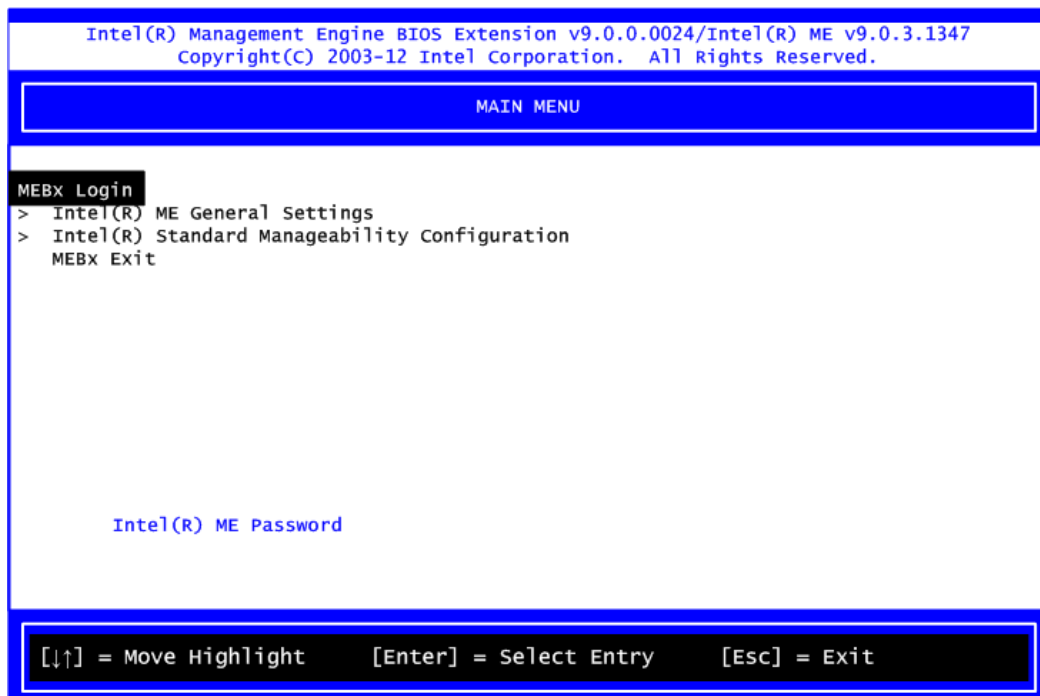 Intel(R) Management Engine BIOS Extension v9.0.0.0024/Intel(R) ME v9.0.3.1347
Copyright(C) 2003-12 Intel Corporation. All Rights Reserved.
MAIN MENU
MEBx Login
> Intel(R) ME General Settings
> Intel(R) Standard Manageability Configuration
MEBx Exit
Intel(R) ME Password
[↓↑] = Move Highlight [Enter] = Select Entry [Esc] = Exit